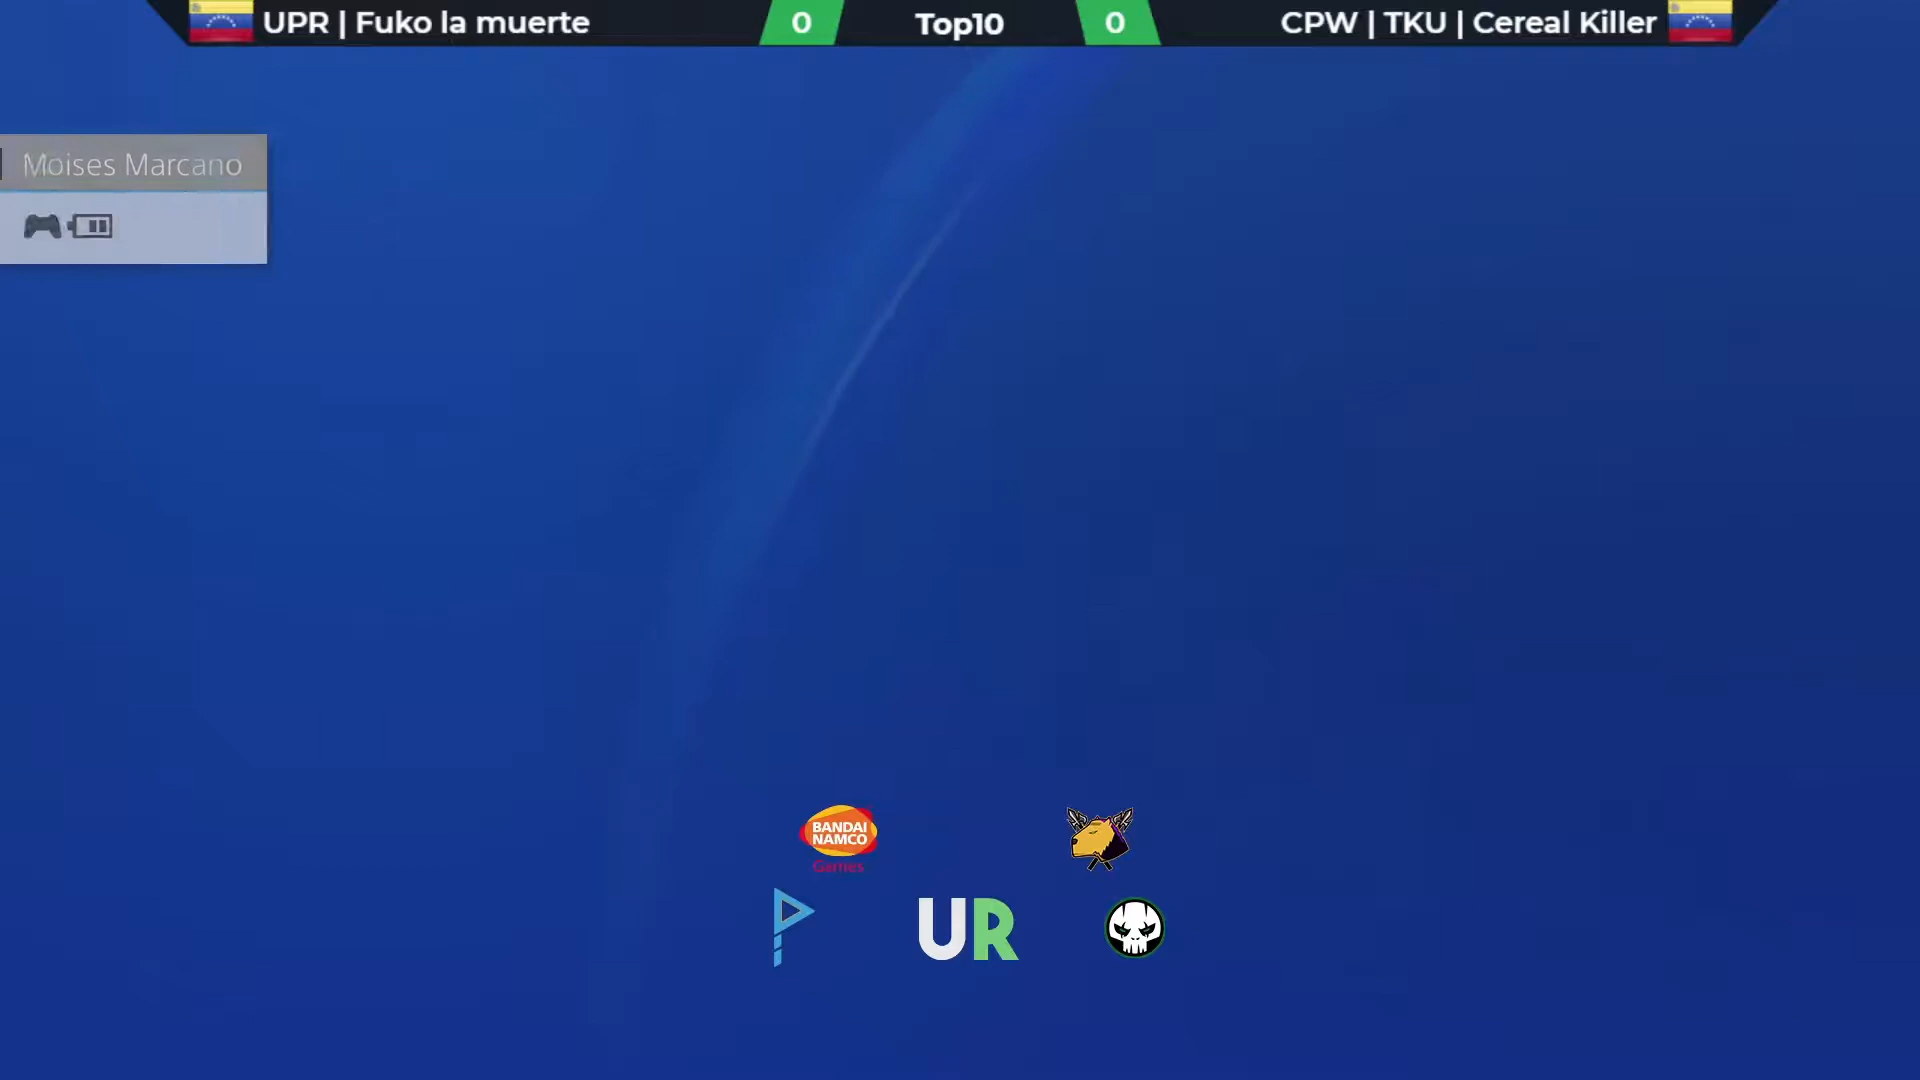 UPR | Fuko la muerte 0 Top10 0 CPW | TKU | Cereal Killer
Moises Marcano
BANDAI
NAMCO
Games
P UR